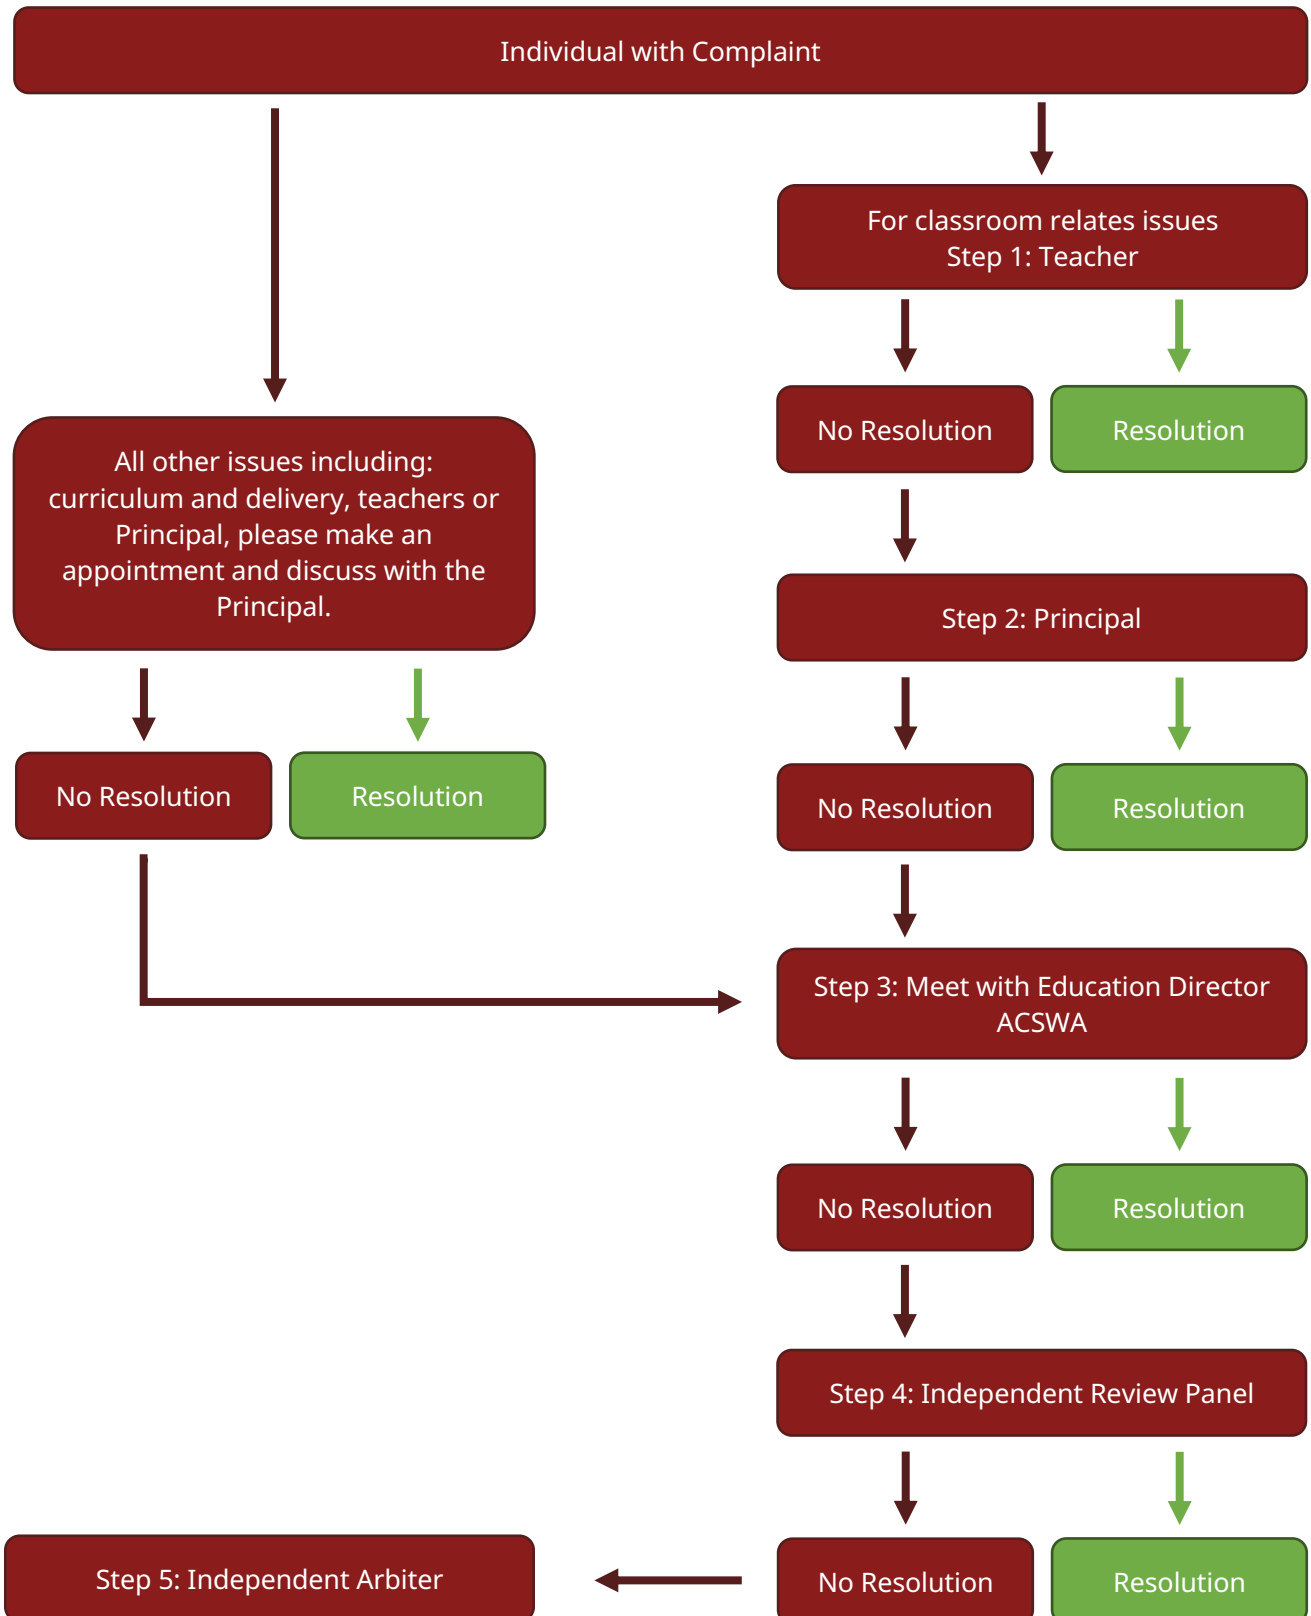 Individual with Complaint
For classroom relates issues
Step 1: Teacher
No Resolution
Resolution
All other issues including:
curriculum and delivery, teachers or
Principal, please make an
appointment and discuss with the
Principal.
Step 2: Principal
No Resolution
Resolution
No Resolution
Resolution
Step 3: Meet with Education Director
ACSWA
No Resolution
Resolution
Step 4: Independent Review Panel
No Resolution
Resolution
Step 5: Independent Arbiter